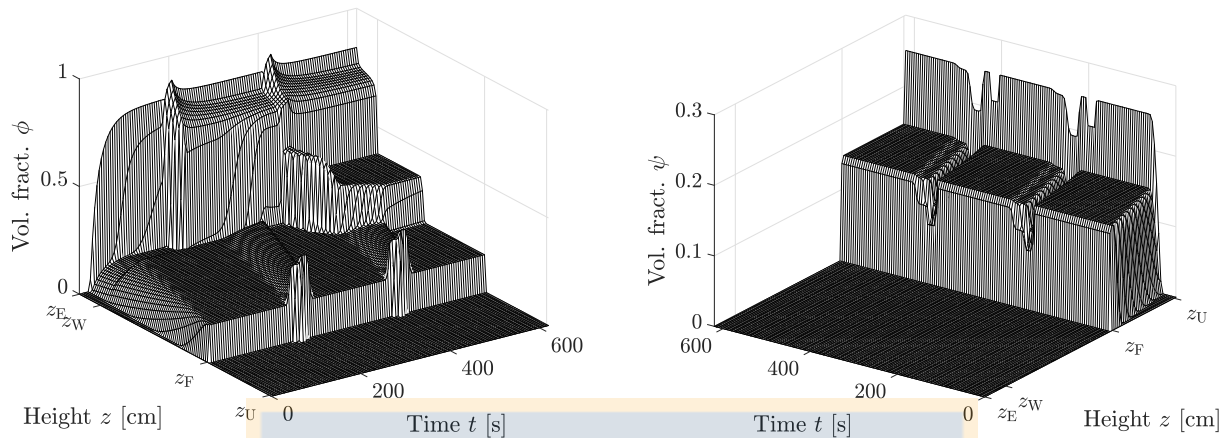 1
0.5
0
Vol. fract. ϕ
z_E
z_W
z_F
z_U
0
200
400
600
Height z [cm]
Time t [s]
0.3
0.2
0.1
0
Vol. fract. ψ
600
400
200
0
z_E
z_W
z_F
z_U
Time t [s]
Height z [cm]